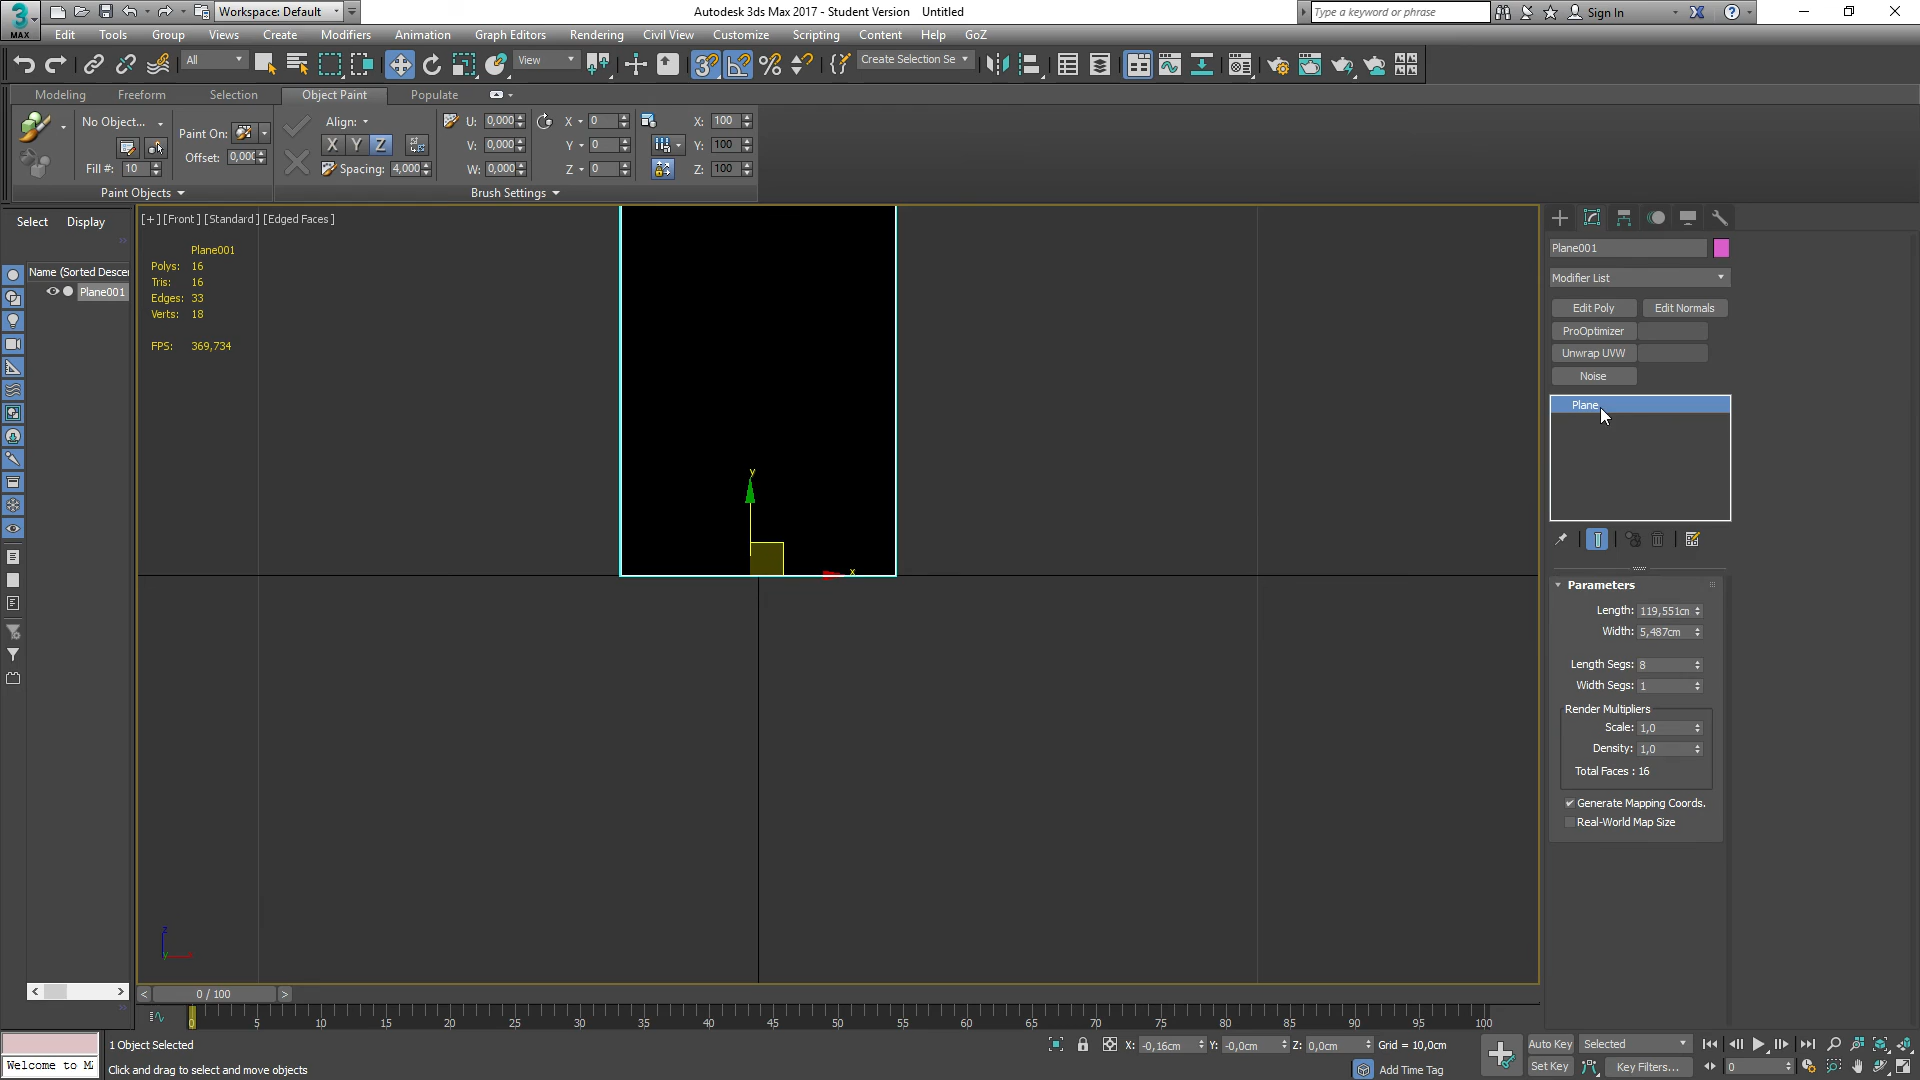 3 MAX Workspace: Default Autodesk 3ds Max 2017 - Student Version Untitled Type a keyword or phrase Sign In
Edit Tools Group Views Create Modifiers Animation Graph Editors Rendering Civil View Customize Scripting Content Help GoZ
All View 3 Create Selection Se
Modeling Freeform Selection Object Paint Populate
No Object... Paint On: Align: U: 0,000 X 0 X: 100
Offset: 0,000 X Y Z V: 0,000 Y 0 Y: 100
Fill #: 10 Spacing: 4,000 W: 0,000 Z 0 Z: 100
Paint Objects Brush Settings
Select Display
[+] [Front] [Standard] [Edged Faces]
Name (Sorted Descen
Plane001
Plane001
Polys: 16
Tris: 16
Edges: 33
Verts: 18
FPS: 369,734
y
x
z
y
Plane001
Modifier List
Edit Poly Edit Normals
ProOptimizer
Unwrap UVW
Noise
Plane
Parameters
Length: 119,551cm
Width: 5,487cm
Length Segs: 8
Width Segs: 1
Render Multipliers
Scale: 1,0
Density: 1,0
Total Faces : 16
Generate Mapping Coords.
Real-World Map Size
< 0 / 100 >
0 5 10 15 20 25 30 35 40 45 50 55 60 65 70 75 80 85 90 95 100
1 Object Selected X: -0,16cm Y: -0,0cm Z: 0,0cm Grid = 10,0cm Auto Key Selected
Welcome to M Click and drag to select and move objects Add Time Tag Set Key Key Filters... 0